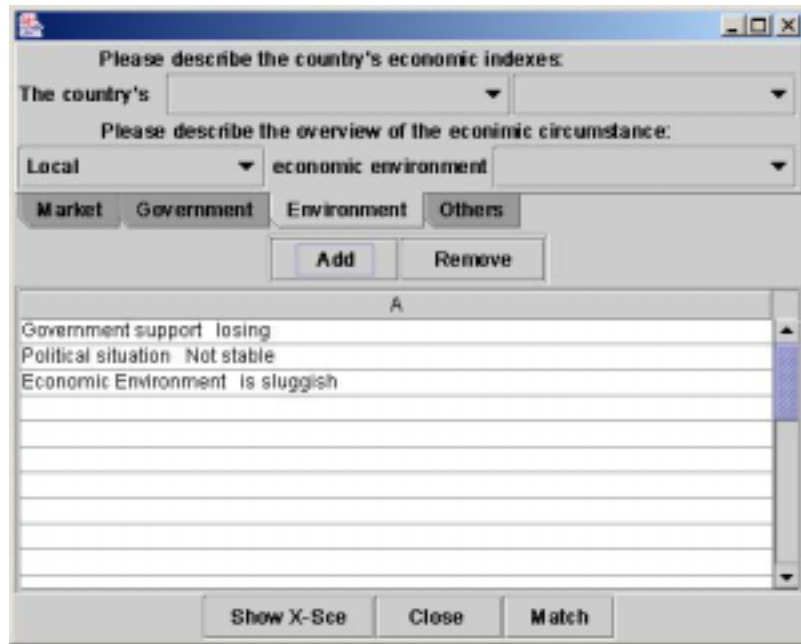 Please describe the country's economic indexes:
The country's
Please describe the overview of the econimic circumstance:
Local economic environment
Market Government Environment Others
Add Remove
A
Government support losing
Political situation Not stable
Economic Environment is sluggish
Show X-Sce Close Match